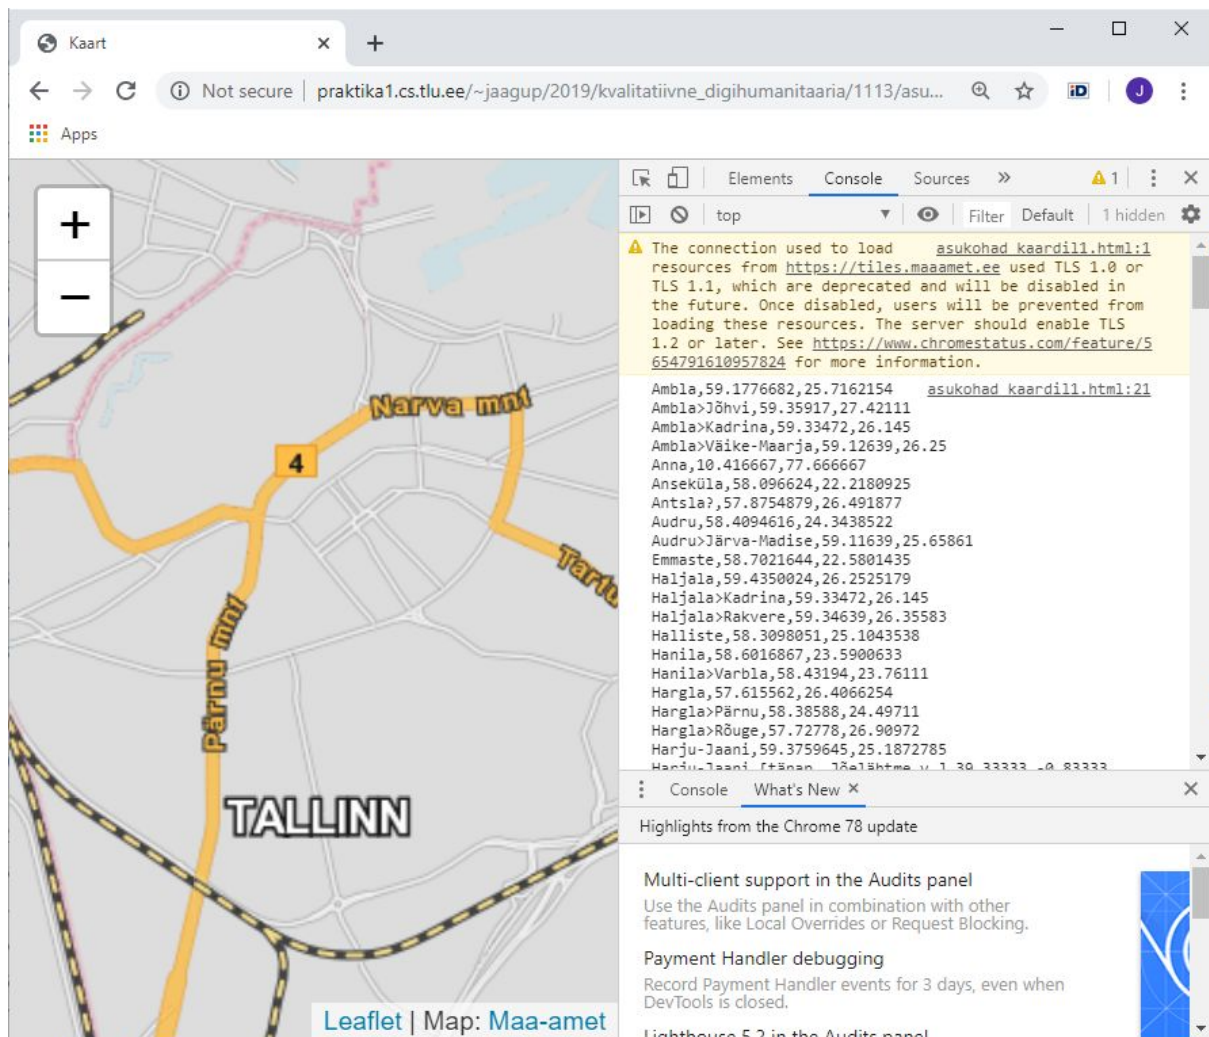 Kaart
Not secure | praktika1.cs.tlu.ee/~jaagup/2019/kvalitatiivne_digihumanitaaria/1113/asu...
iD
J
Apps
+
−
Narva mnt
4
Tartu
Pärnu mnt
TALLINN
Leaflet | Map: Maa-amet
Elements Console Sources » 1
top Filter Default 1 hidden
The connection used to load asukohad kaardil1.html:1
resources from https://tiles.maaamet.ee used TLS 1.0 or
TLS 1.1, which are deprecated and will be disabled in
the future. Once disabled, users will be prevented from
loading these resources. The server should enable TLS
1.2 or later. See https://www.chromestatus.com/feature/5
654791610957824 for more information.
Ambla,59.1776682,25.7162154 asukohad kaardil1.html:21
Ambla>Jõhvi,59.35917,27.42111
Ambla>Kadrina,59.33472,26.145
Ambla>Väike-Maarja,59.12639,26.25
Anna,10.416667,77.666667
Anseküla,58.096624,22.2180925
Antsla?,57.8754879,26.491877
Audru,58.4094616,24.3438522
Audru>Järva-Madise,59.11639,25.65861
Emmaste,58.7021644,22.5801435
Haljala,59.4350024,26.2525179
Haljala>Kadrina,59.33472,26.145
Haljala>Rakvere,59.34639,26.35583
Halliste,58.3098051,25.1043538
Hanila,58.6016867,23.5900633
Hanila>Varbla,58.43194,23.76111
Hargla,57.615562,26.4066254
Hargla>Pärnu,58.38588,24.49711
Hargla>Rõuge,57.72778,26.90972
Harju-Jaani,59.3759645,25.1872785
Console What's New ×
Highlights from the Chrome 78 update
Multi-client support in the Audits panel
Use the Audits panel in combination with other
features, like Local Overrides or Request Blocking.
Payment Handler debugging
Record Payment Handler events for 3 days, even when
DevTools is closed.
Lighthouse 5.2 in the Audits panel